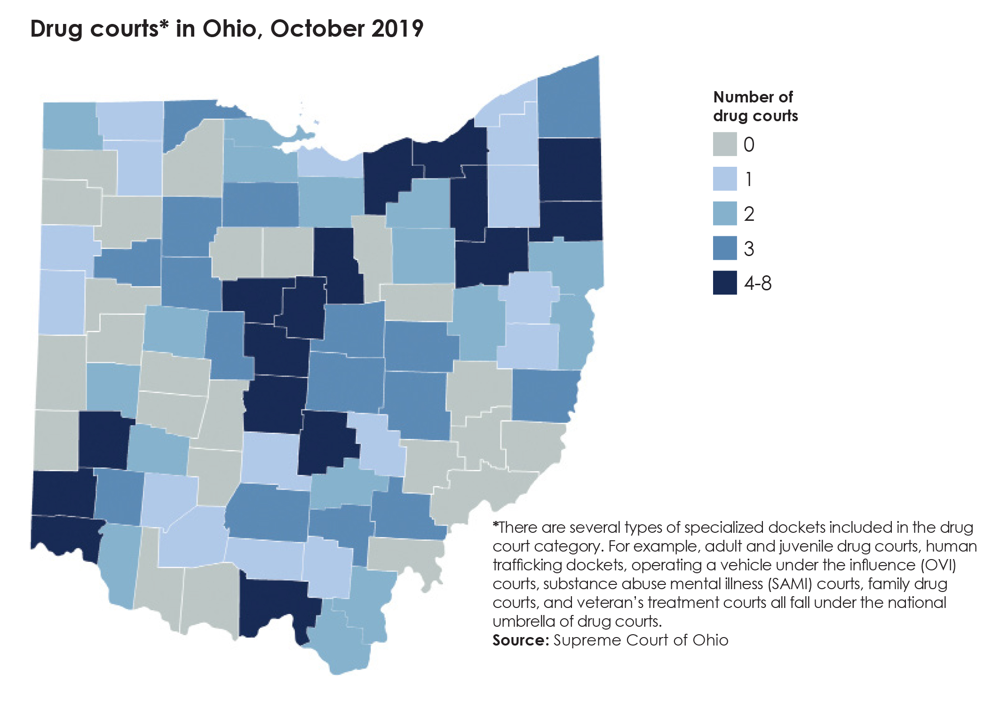 Drug courts* in Ohio, October 2019
Number of
drug courts
0
1
2
3
4-8
*There are several types of specialized dockets included in the drug
court category. For example, adult and juvenile drug courts, human
trafficking dockets, operating a vehicle under the influence (OVI)
courts, substance abuse mental illness (SAMI) courts, family drug
courts, and veteran’s treatment courts all fall under the national
umbrella of drug courts.
Source: Supreme Court of Ohio